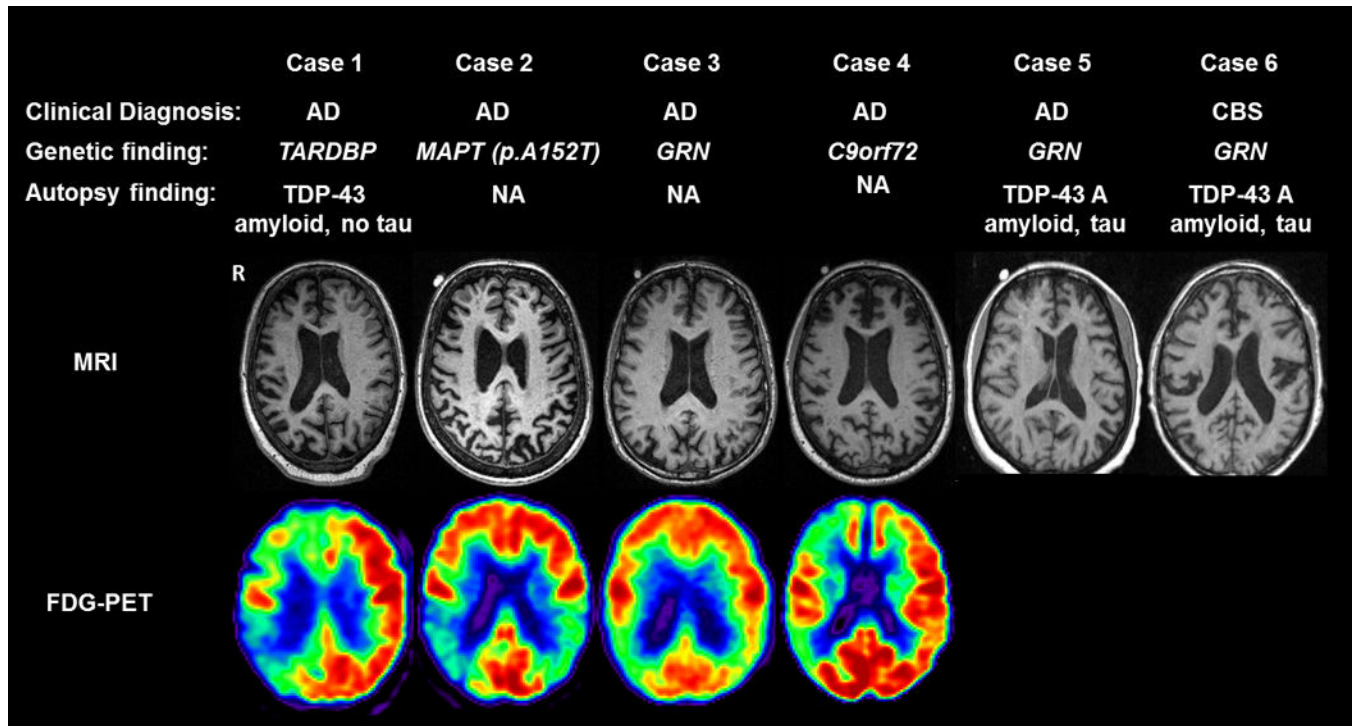 Case 1 Case 2 Case 3 Case 4 Case 5 Case 6
Clinical Diagnosis: AD AD AD AD AD CBS
Genetic finding: TARDBP MAPT (p.A152T) GRN C9orf72 GRN GRN
Autopsy finding: TDP-43 NA NA NA TDP-43 A TDP-43 A
amyloid, no tau amyloid, tau amyloid, tau
R
MRI
FDG-PET